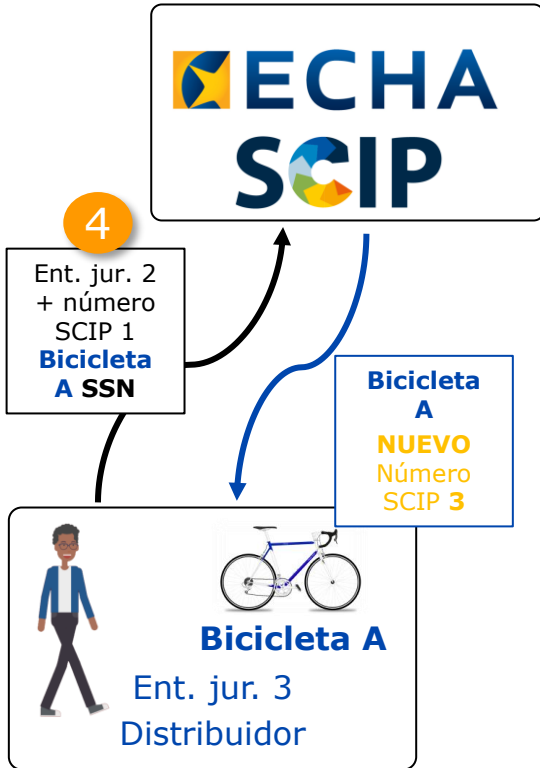 ECHA
SCIP
4
Ent. jur. 2
+ número
SCIP 1
Bicicleta
A SSN
Bicicleta
A
NUEVO
Número
SCIP 3
Bicicleta A
Ent. jur. 3
Distribuidor